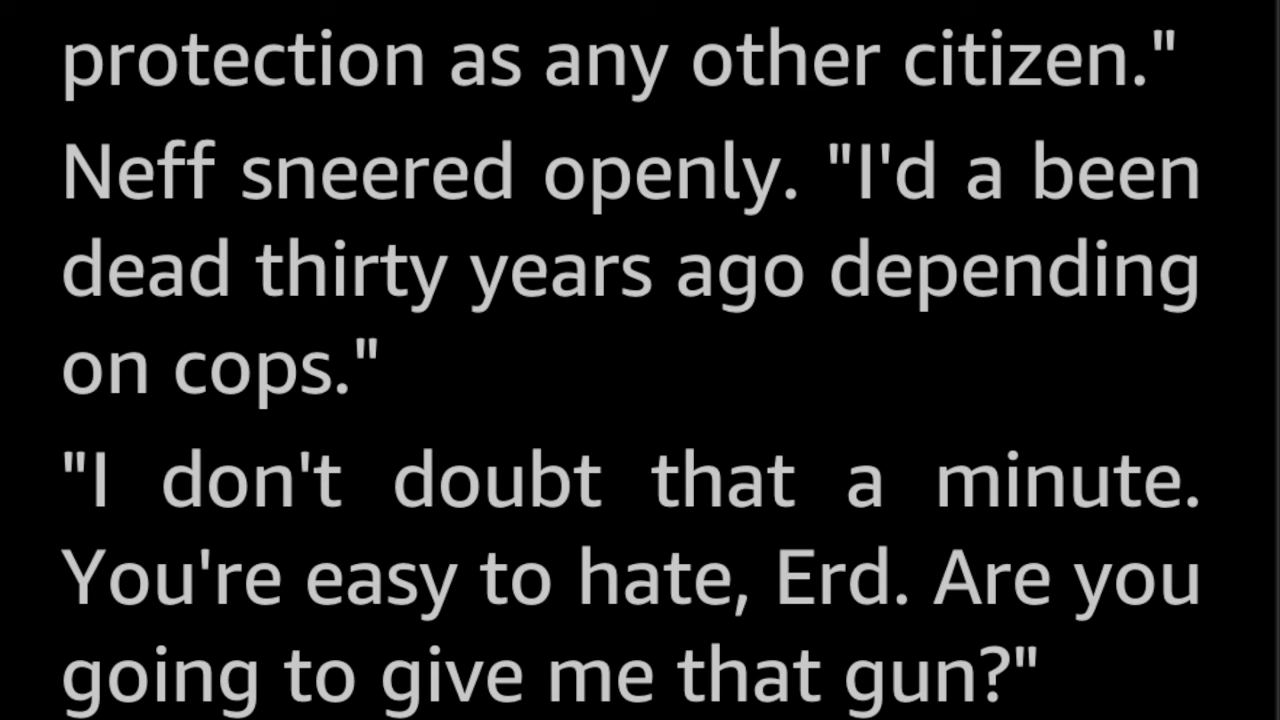 protection as any other citizen."
Neff sneered openly. "I'd a been
dead thirty years ago depending
on cops."
"I don't doubt that a minute.
You're easy to hate, Erd. Are you
going to give me that gun?"